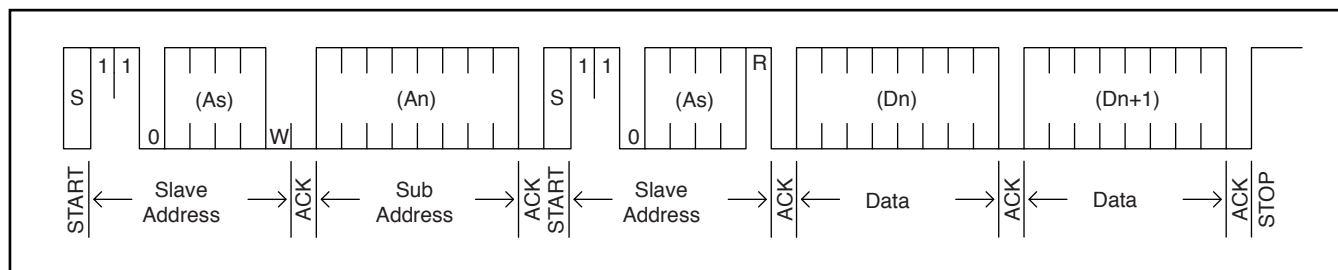 1 1 1 1 R
S (As) (An) S (As) (Dn) (Dn+1)
0 W 0
START Slave Address ACK Sub Address ACK START Slave Address ACK Data ACK Data ACK STOP